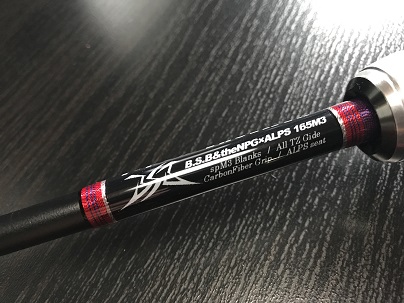 B.S.B&theNPG×ALPS 165M3
spM3 Blanks / All TZ Gide
CarbonFiber Grip / ALPS seat